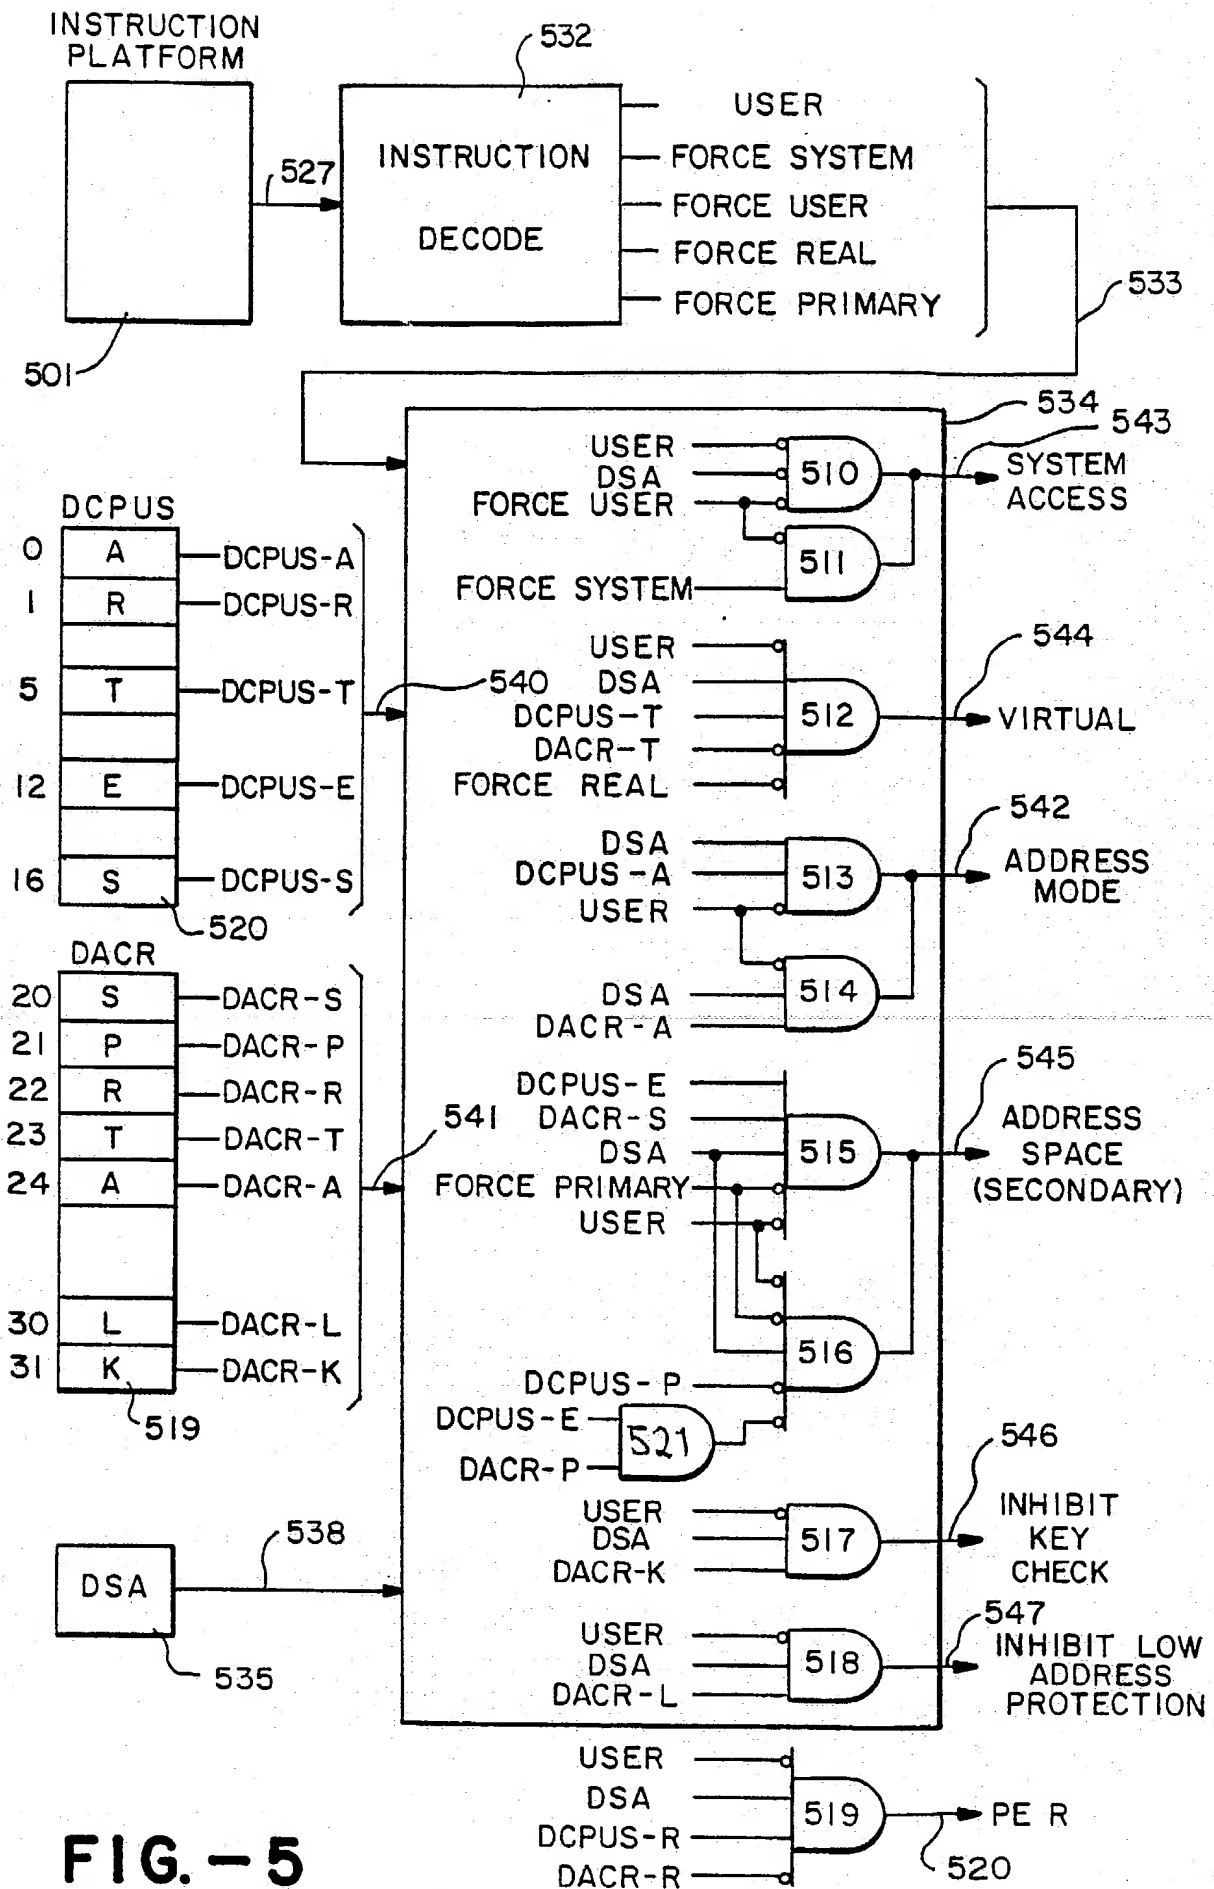 INSTRUCTION
PLATFORM
532
INSTRUCTION
DECODE
USER
FORCE SYSTEM
FORCE USER
FORCE REAL
FORCE PRIMARY
527
533
501
534
543
USER
DSA
FORCE USER
510
SYSTEM
ACCESS
511
FORCE SYSTEM
DCPUS
0 A DCPUS-A
1 R DCPUS-R
5 T DCPUS-T
12 E DCPUS-E
16 S DCPUS-S
520
540
USER
DSA
DCPUS-T
DACR-T
FORCE REAL
512
544
VIRTUAL
DSA
DCPUS-A
USER
513
542
ADDRESS
MODE
514
DSA
DACR-A
DACR
20 S DACR-S
21 P DACR-P
22 R DACR-R
23 T DACR-T
24 A DACR-A
30 L DACR-L
31 K DACR-K
519
541
DCPUS-E
DACR-S
DSA
FORCE PRIMARY
USER
515
545
ADDRESS
SPACE
(SECONDARY)
516
DCPUS-P
DCPUS-E
DACR-P
521
USER
DSA
DACR-K
517
546
INHIBIT
KEY
CHECK
DSA
538
535
USER
DSA
DACR-L
518
547
INHIBIT LOW
ADDRESS
PROTECTION
USER
DSA
DCPUS-R
DACR-R
519
PE R
520
FIG.-5